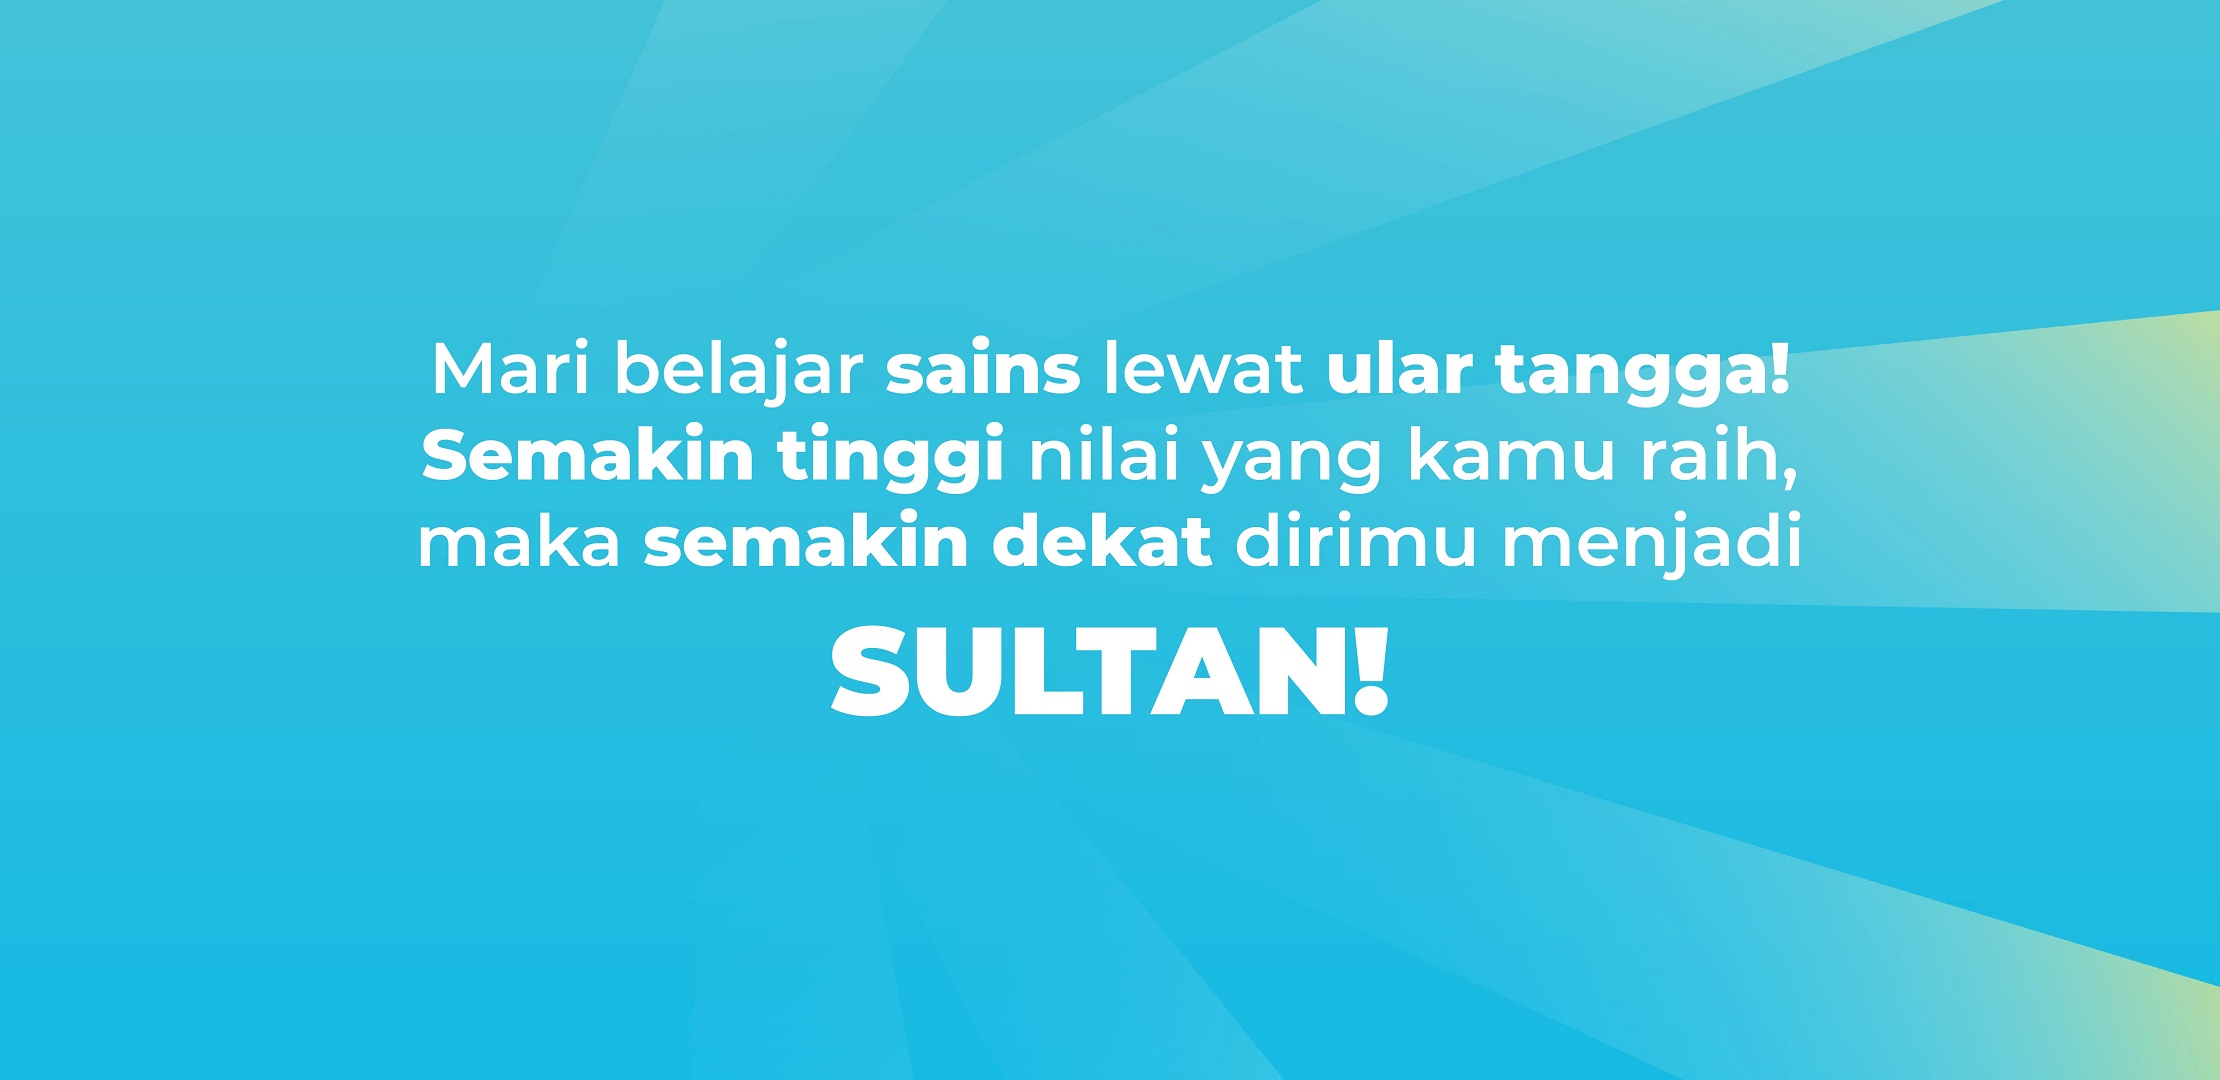 Mari belajar sains lewat ular tangga!
Semakin tinggi nilai yang kamu raih,
maka semakin dekat dirimu menjadi
SULTAN!